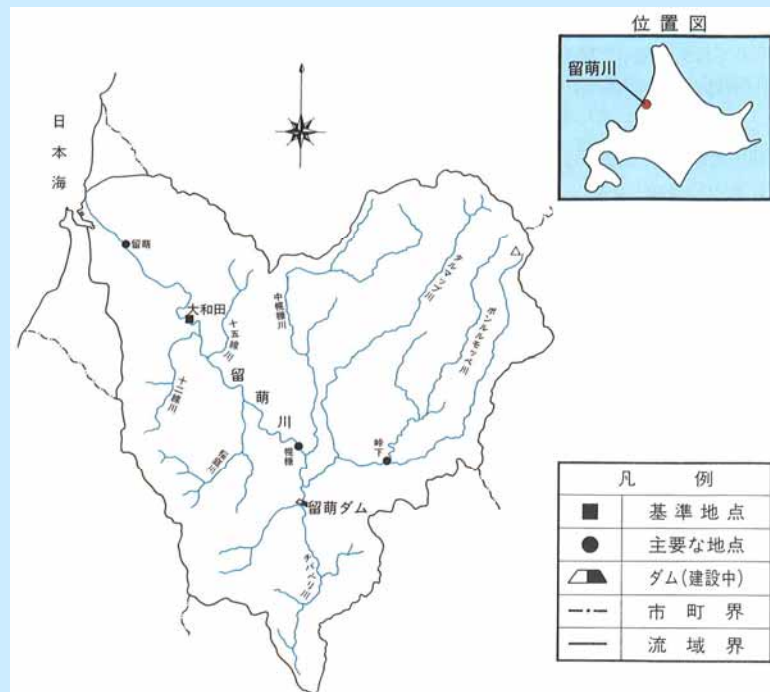 位置図
留萌川
日本海
留萌
大和田
十五線川
中幌糠川
タルマップ川
ポンルルモッペ川
十二線川
留萌川
桜庭川
幌糠
峠下
留萌ダム
チバベリ川
凡例
基準地点
主要な地点
ダム(建設中)
市町界
流域界